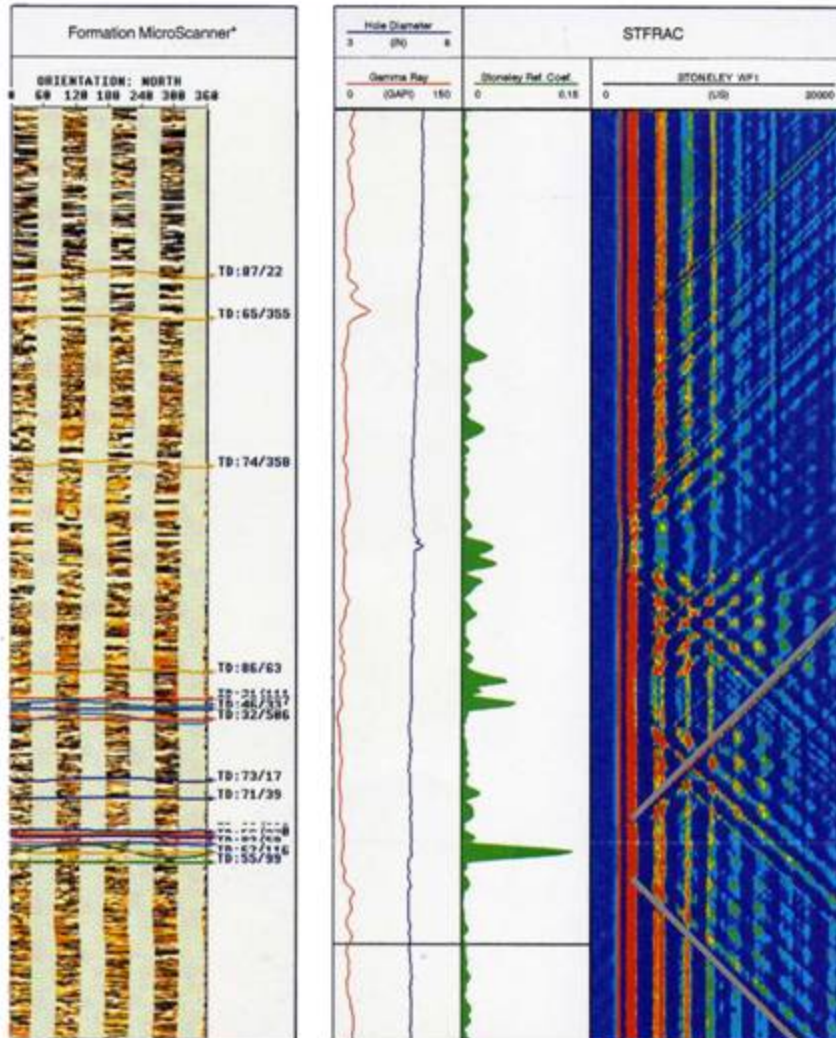 Formation MicroScanner*
ORIENTATION: NORTH
0 60 120 240 300 360
TD:87/22
TD:65/355
TD:74/358
TD:86/63
TD:46/337
TD:32/506
TD:73/17
TD:71/39
TD:55/99
Hole Diameter
3 (IN) 8
STFRAC
Gamma Ray
0 (GAPI) 150
Stoneley Ref. Coef.
0 0.15
STONELEY WF1
0 (US) 20000